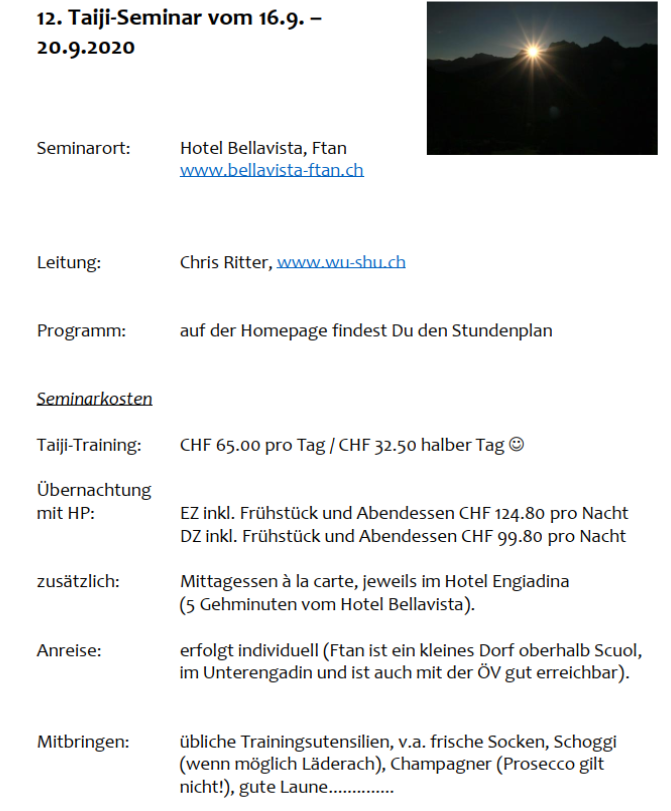 12. Taiji-Seminar vom 16.9. –
20.9.2020
Seminarort: Hotel Bellavista, Ftan
www.bellavista-ftan.ch
Leitung: Chris Ritter, www.wu-shu.ch
Programm: auf der Homepage findest Du den Stundenplan
Seminarkosten
Taiji-Training: CHF 65.00 pro Tag / CHF 32.50 halber Tag ☺
Übernachtung
mit HP: EZ inkl. Frühstück und Abendessen CHF 124.80 pro Nacht
DZ inkl. Frühstück und Abendessen CHF 99.80 pro Nacht
zusätzlich: Mittagessen à la carte, jeweils im Hotel Engiadina
(5 Gehminuten vom Hotel Bellavista).
Anreise: erfolgt individuell (Ftan ist ein kleines Dorf oberhalb Scuol,
im Unterengadin und ist auch mit der ÖV gut erreichbar).
Mitbringen: übliche Trainingsutensilien, v.a. frische Socken, Schoggi
(wenn möglich Läderach), Champagner (Prosecco gilt
nicht!), gute Laune..............